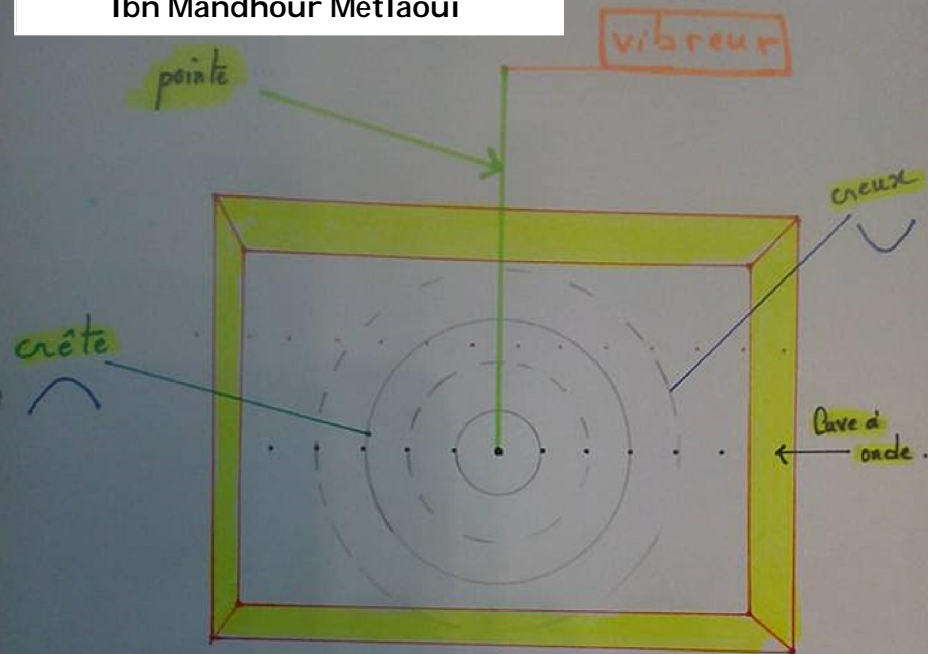 Ibn Mandhour Metlaoui
vibreur
pointe
creux
crête
Cuve à
onde.